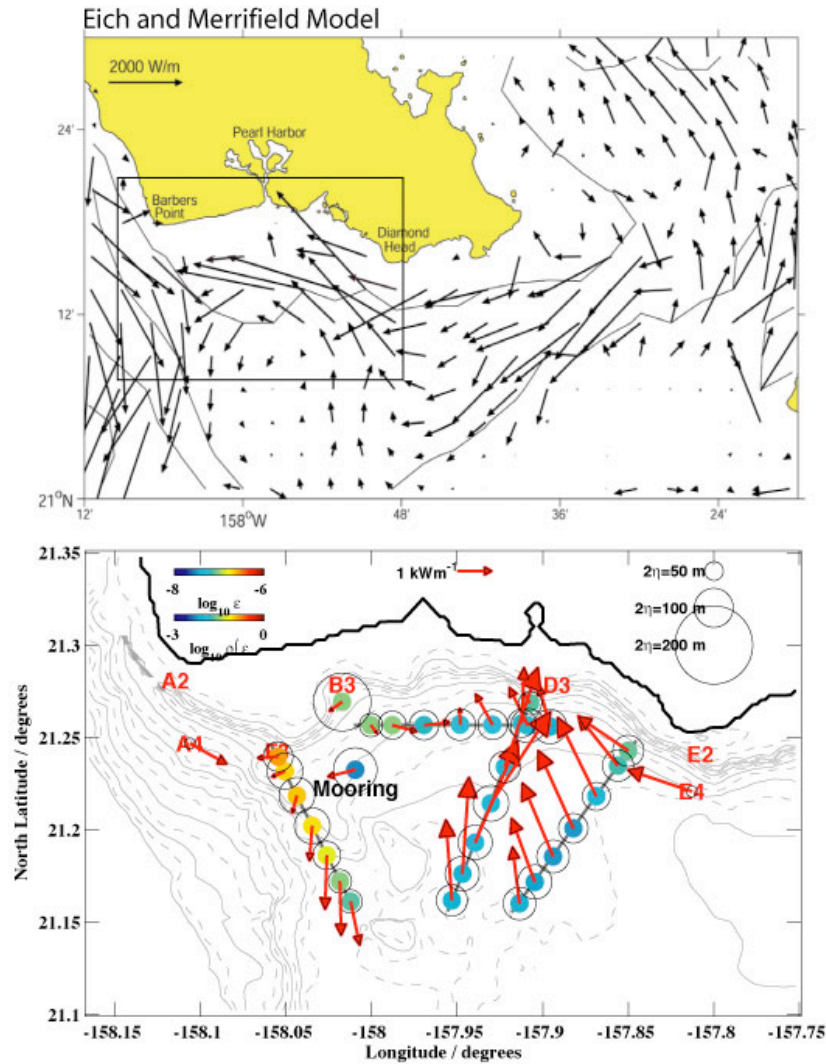 Eich and Merrifield Model
2000 W/m
24'
Pearl Harbor
Barbers
Point
Diamond
Head
12'
21°N
12'
158°W
48'
36'
24'
21.35
21.3
21.25
21.2
21.15
21.1
North Latitude / degrees
-8 -6
log10 ε
-3 0
1 kWm-1
2η=50 m
2η=100 m
2η=200 m
A2
B3
D3
A4
Mooring
E2
E4
-158.15 -158.1 -158.05 -158 -157.95 -157.9 -157.85 -157.8 -157.75
Longitude / degrees